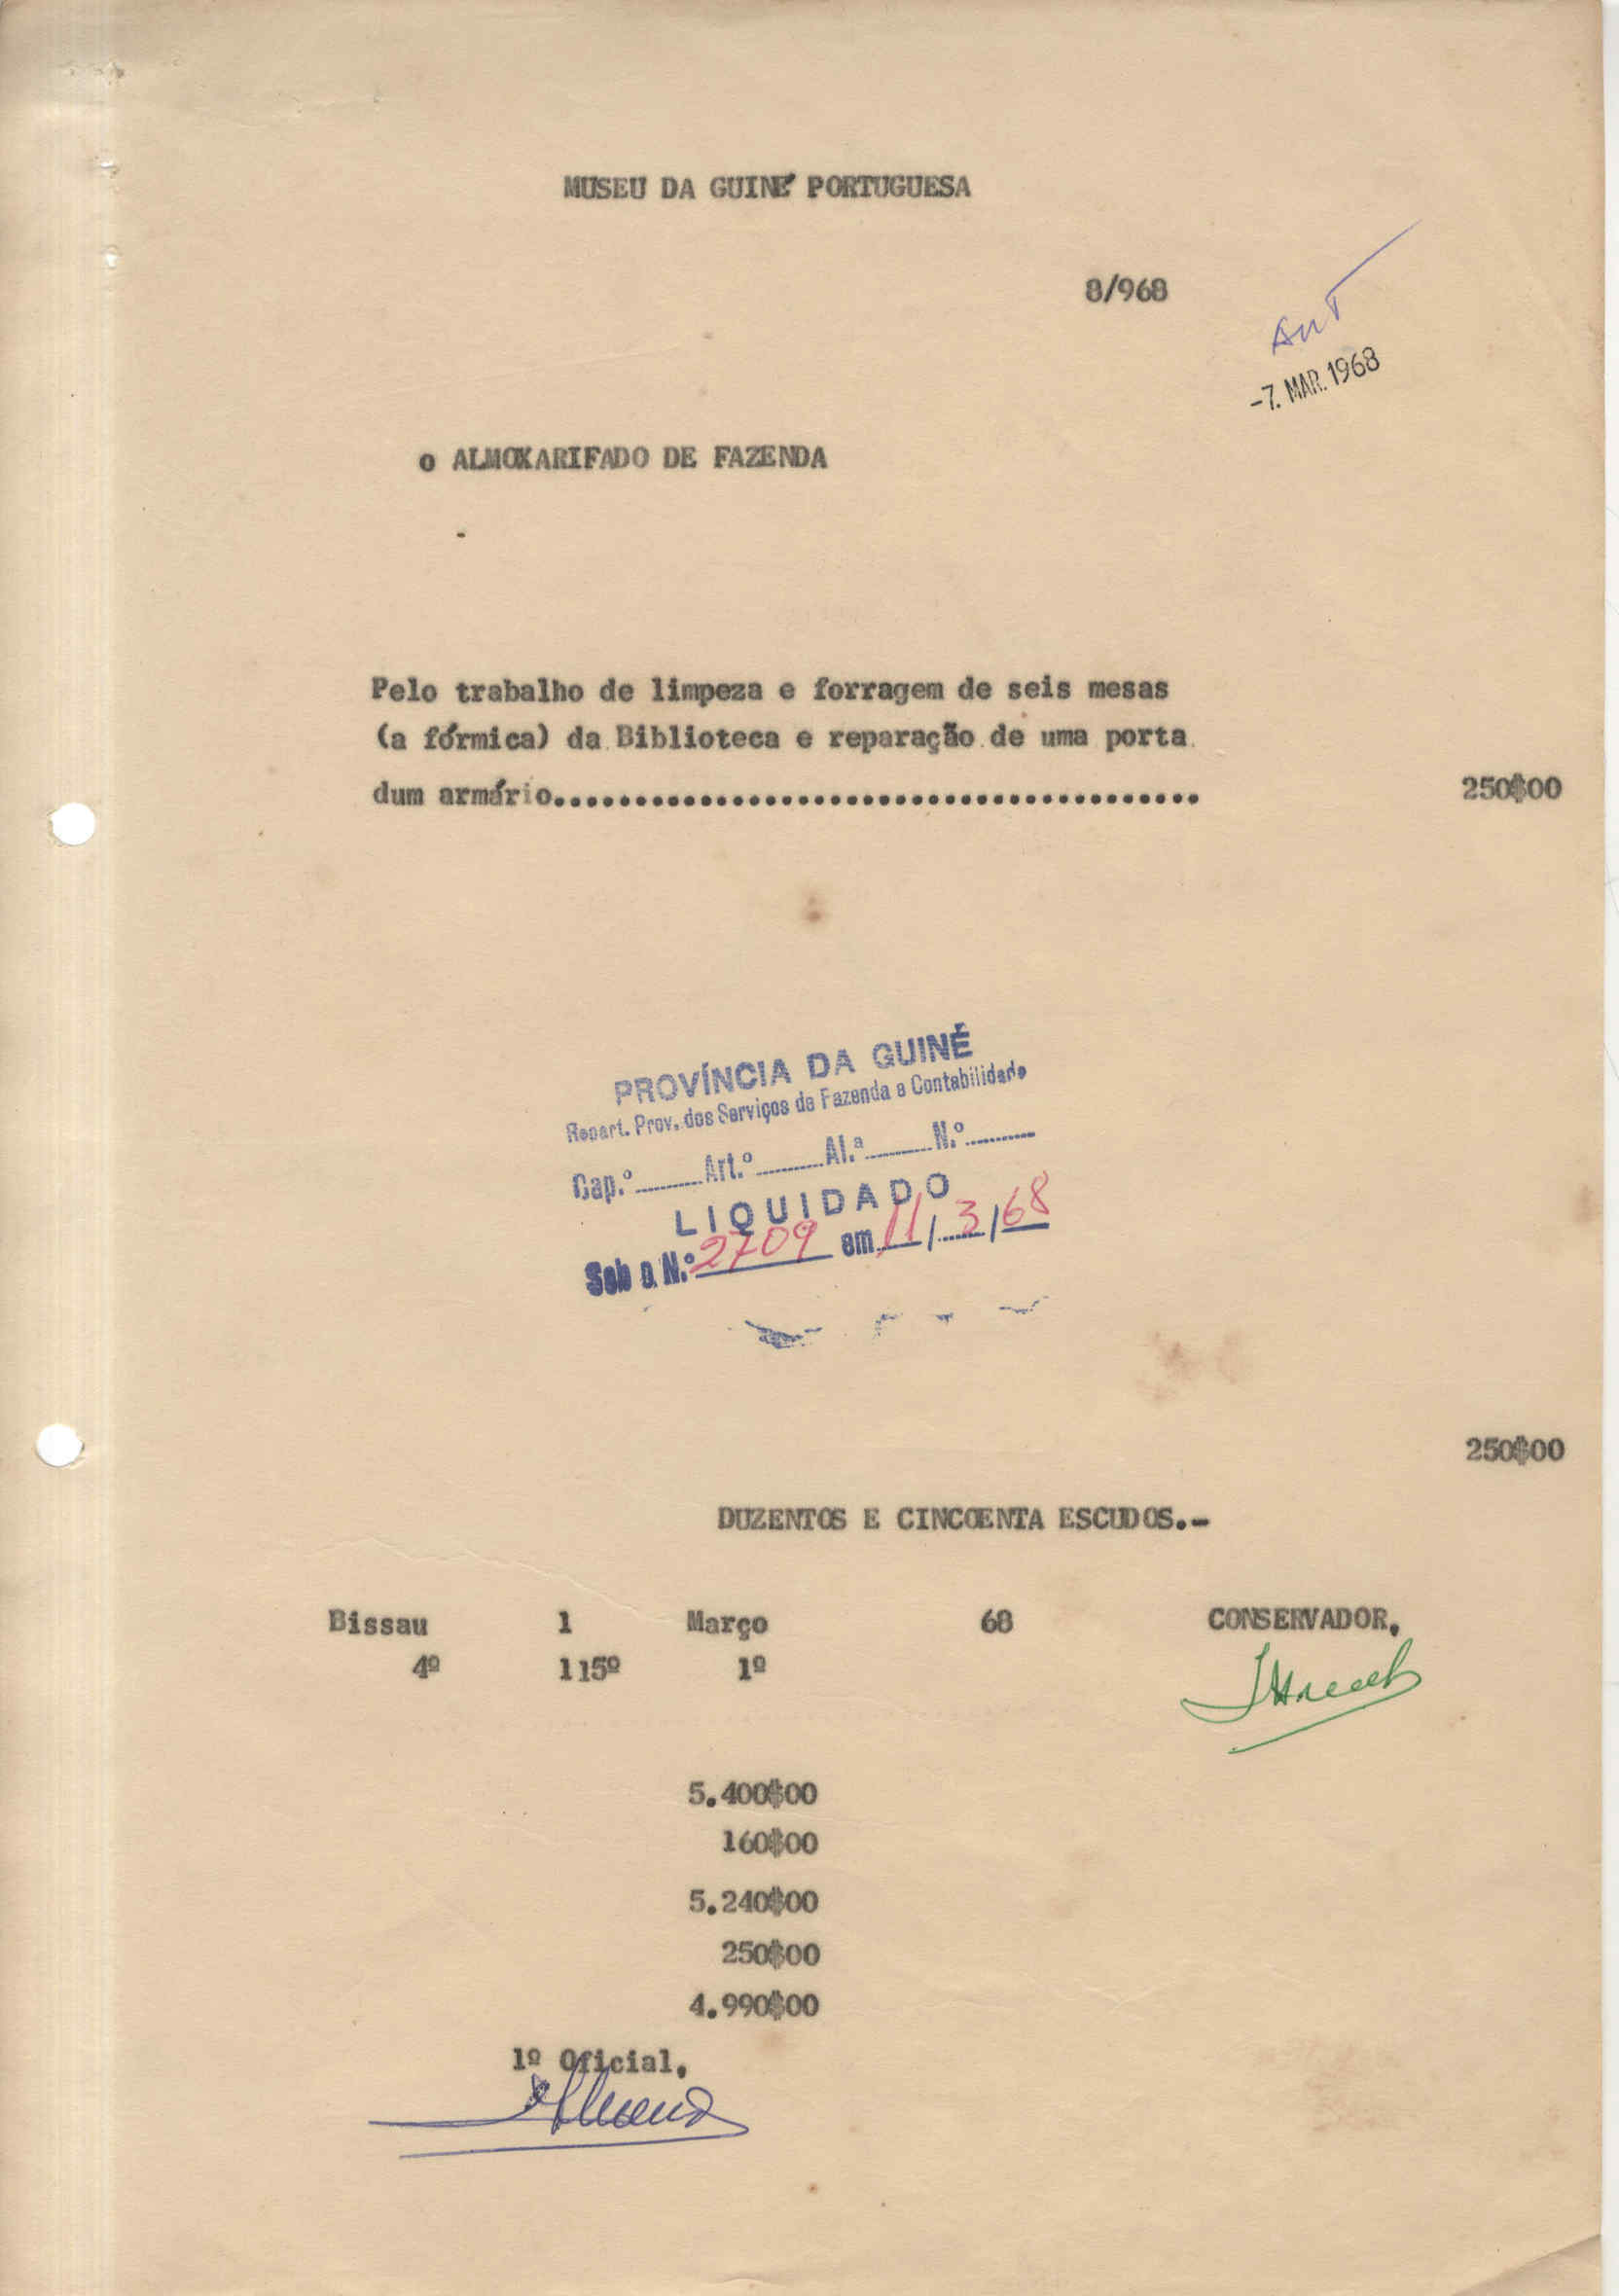 MUSEU DA GUINÉ PORTUGUESA
8/968
AUT
-7. MAR. 1968
o ALMOXARIFADO DE FAZENDA
-
Pelo trabalho de limpeza e forragem de seis mesas
(a fórmica) da Biblioteca e reparação de uma porta
dum armário........................................ 250$00
PROVÍNCIA DA GUINÉ
Repart. Prov. dos Serviços de Fazenda e Contabilidade
Cap.º......Art.º......Al.ª......N.º......
LIQUIDADO
Sob o N.º 2709 em 11/3/68
250$00
DUZENTOS E CINCOENTA ESCUDOS.-
Bissau 1 Março 68 CONSERVADOR,
4º 115º 1º
5.400$00
160$00
5.240$00
250$00
4.990$00
1º Oficial,